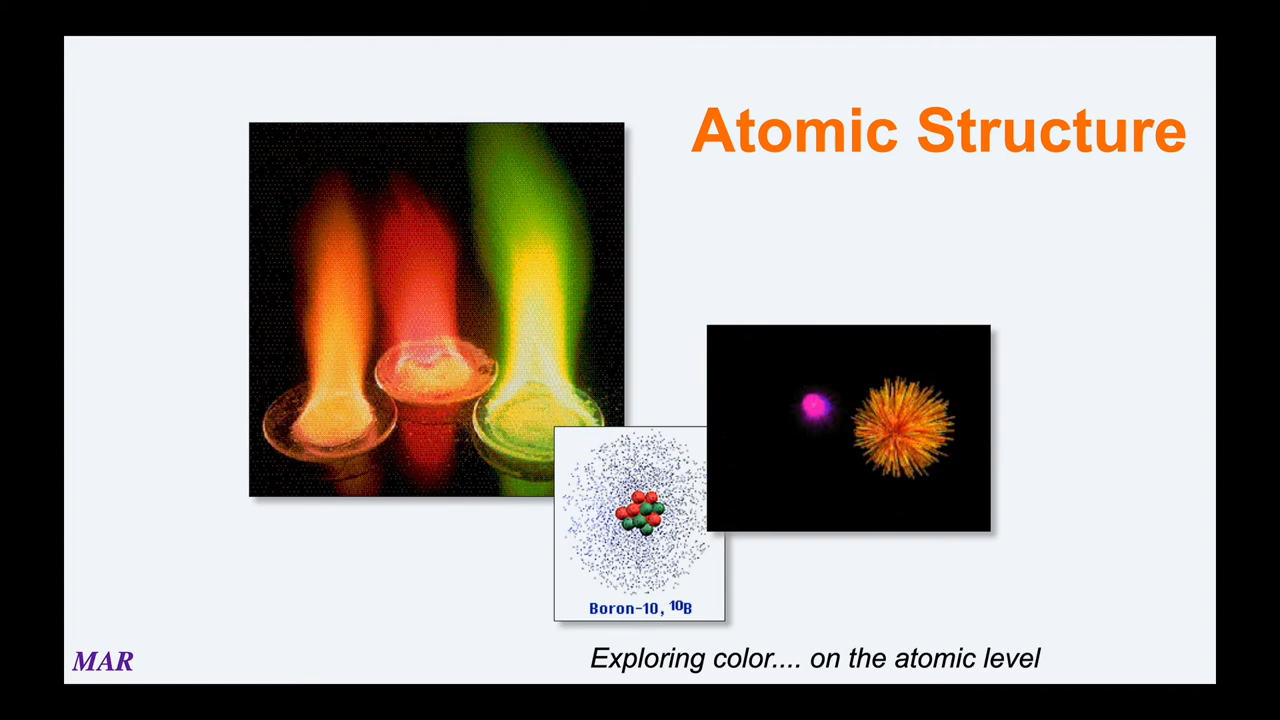 Atomic Structure
Boron-10, ¹⁰B
Exploring color.... on the atomic level
MAR